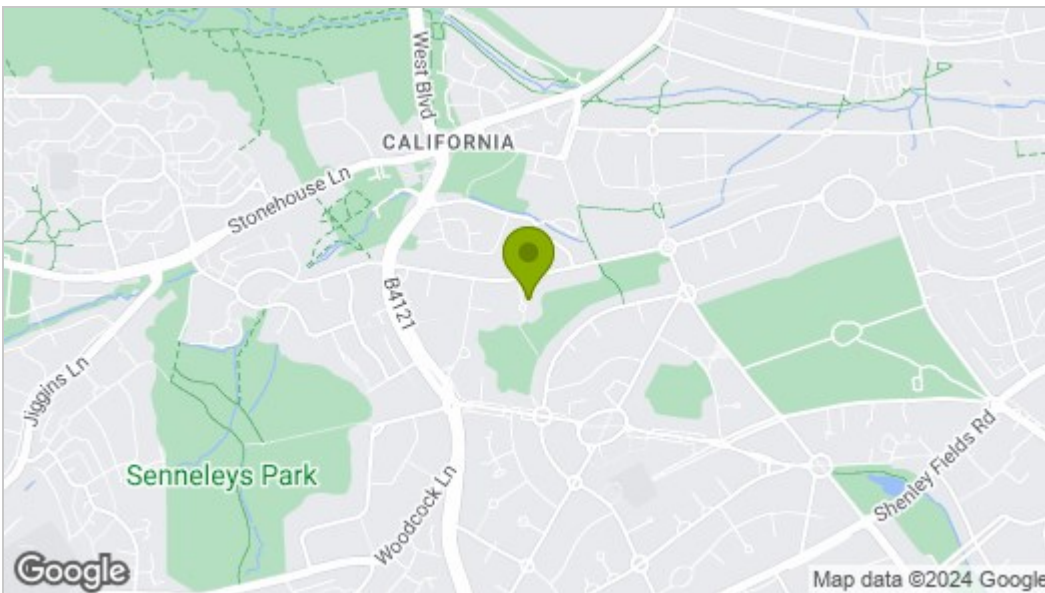 West Blvd
CALIFORNIA
Stonehouse Ln
B4121
Jiggins Ln
Senneleys Park
Woodcock Ln
Shenley Fields Rd
Google
Map data ©2024 Google